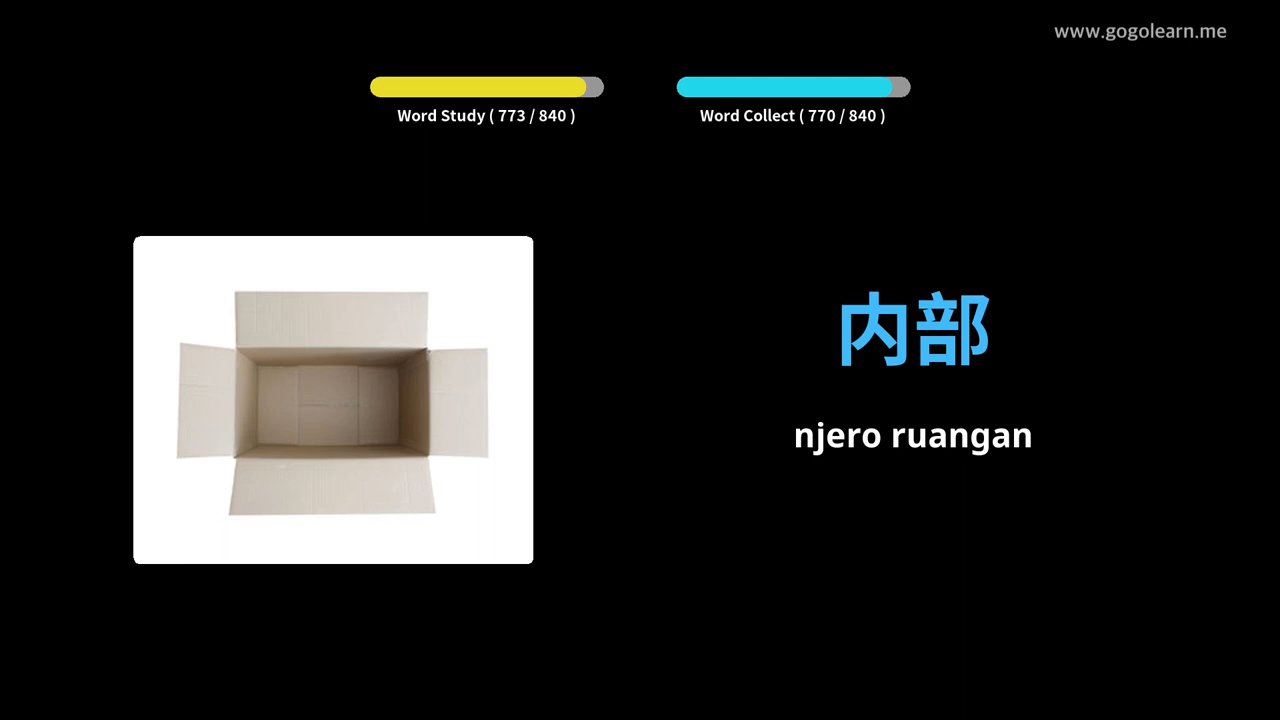 www.gogolearn.me
Word Study ( 773 / 840 )
Word Collect ( 770 / 840 )
内部
njero ruangan